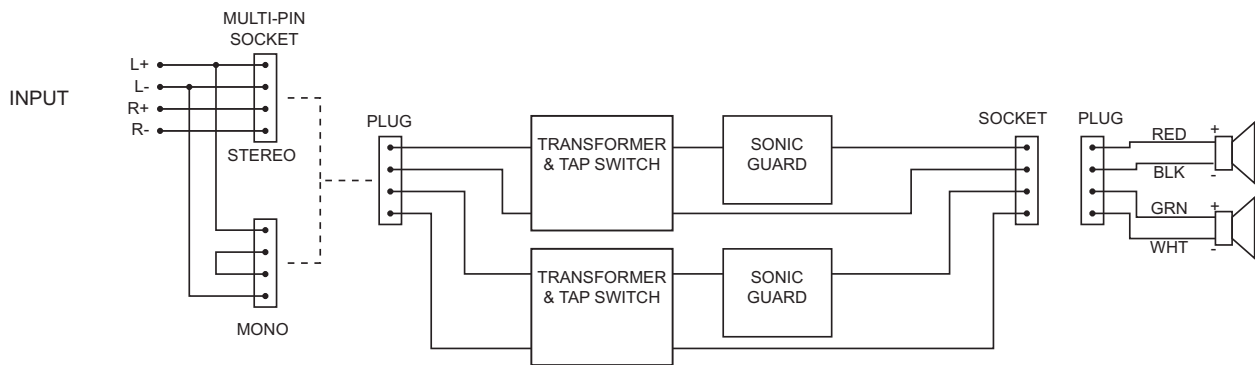 MULTI-PIN
SOCKET
L+
L-
R+
R-
INPUT
STEREO
MONO
PLUG
TRANSFORMER
& TAP SWITCH
SONIC
GUARD
TRANSFORMER
& TAP SWITCH
SONIC
GUARD
SOCKET
PLUG
RED
+
BLK
-
GRN
+
WHT
-